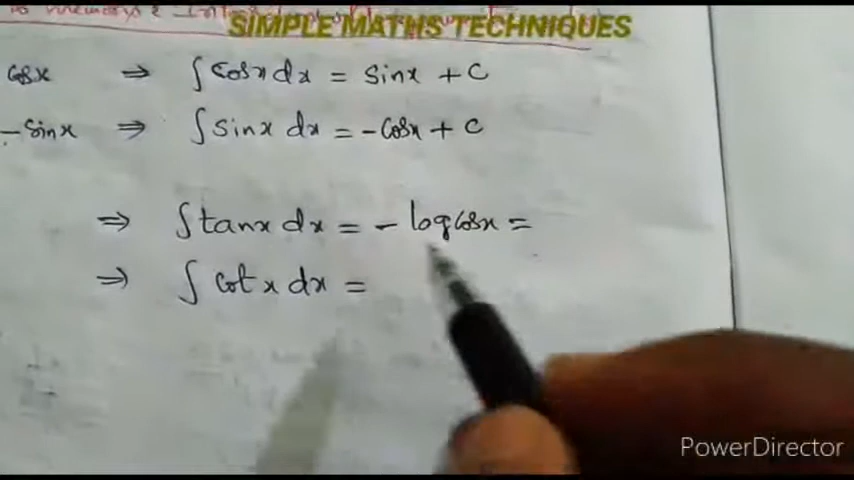 SIMPLE MATHS TECHNIQUES
cosx ⇒ ∫ cosx dx = sinx + c
-sinx ⇒ ∫ sinx dx = -cosx + c
⇒ ∫ tanx dx = - log cosx =
⇒ ∫ cot x dx =
PowerDirector